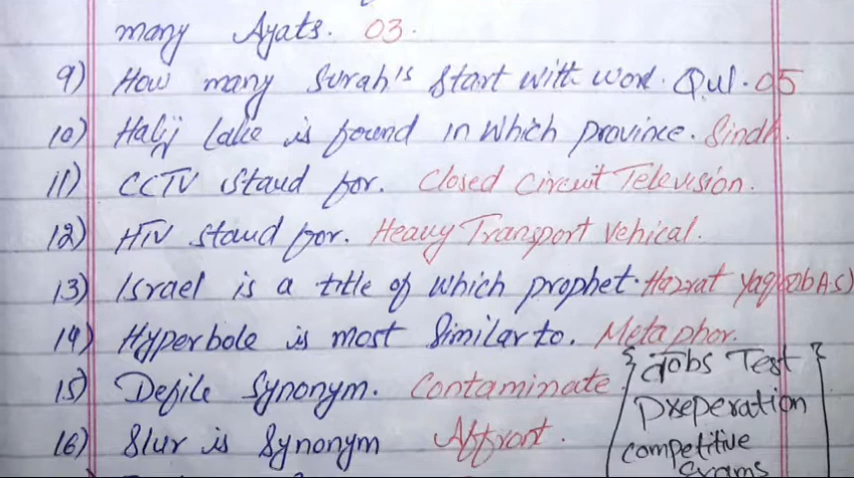 many Ayats. 03.
9) How many Surah's start with word. Qul. 05
10) Halij Lake is found in which province. Sindh.
11) CCTV stand for. Closed Circuit Television.
12) HTV stand for. Heavy Transport Vehical.
13) Israel is a title of which prophet. Hazrat Yaqoob A.S)
14) Hyperbole is most Similar to. Metaphor.
15) Defile Synonym. Contaminate.
16) Slur is Synonym Affront.
{ Jobs Test }
Preperation
competitive
exams